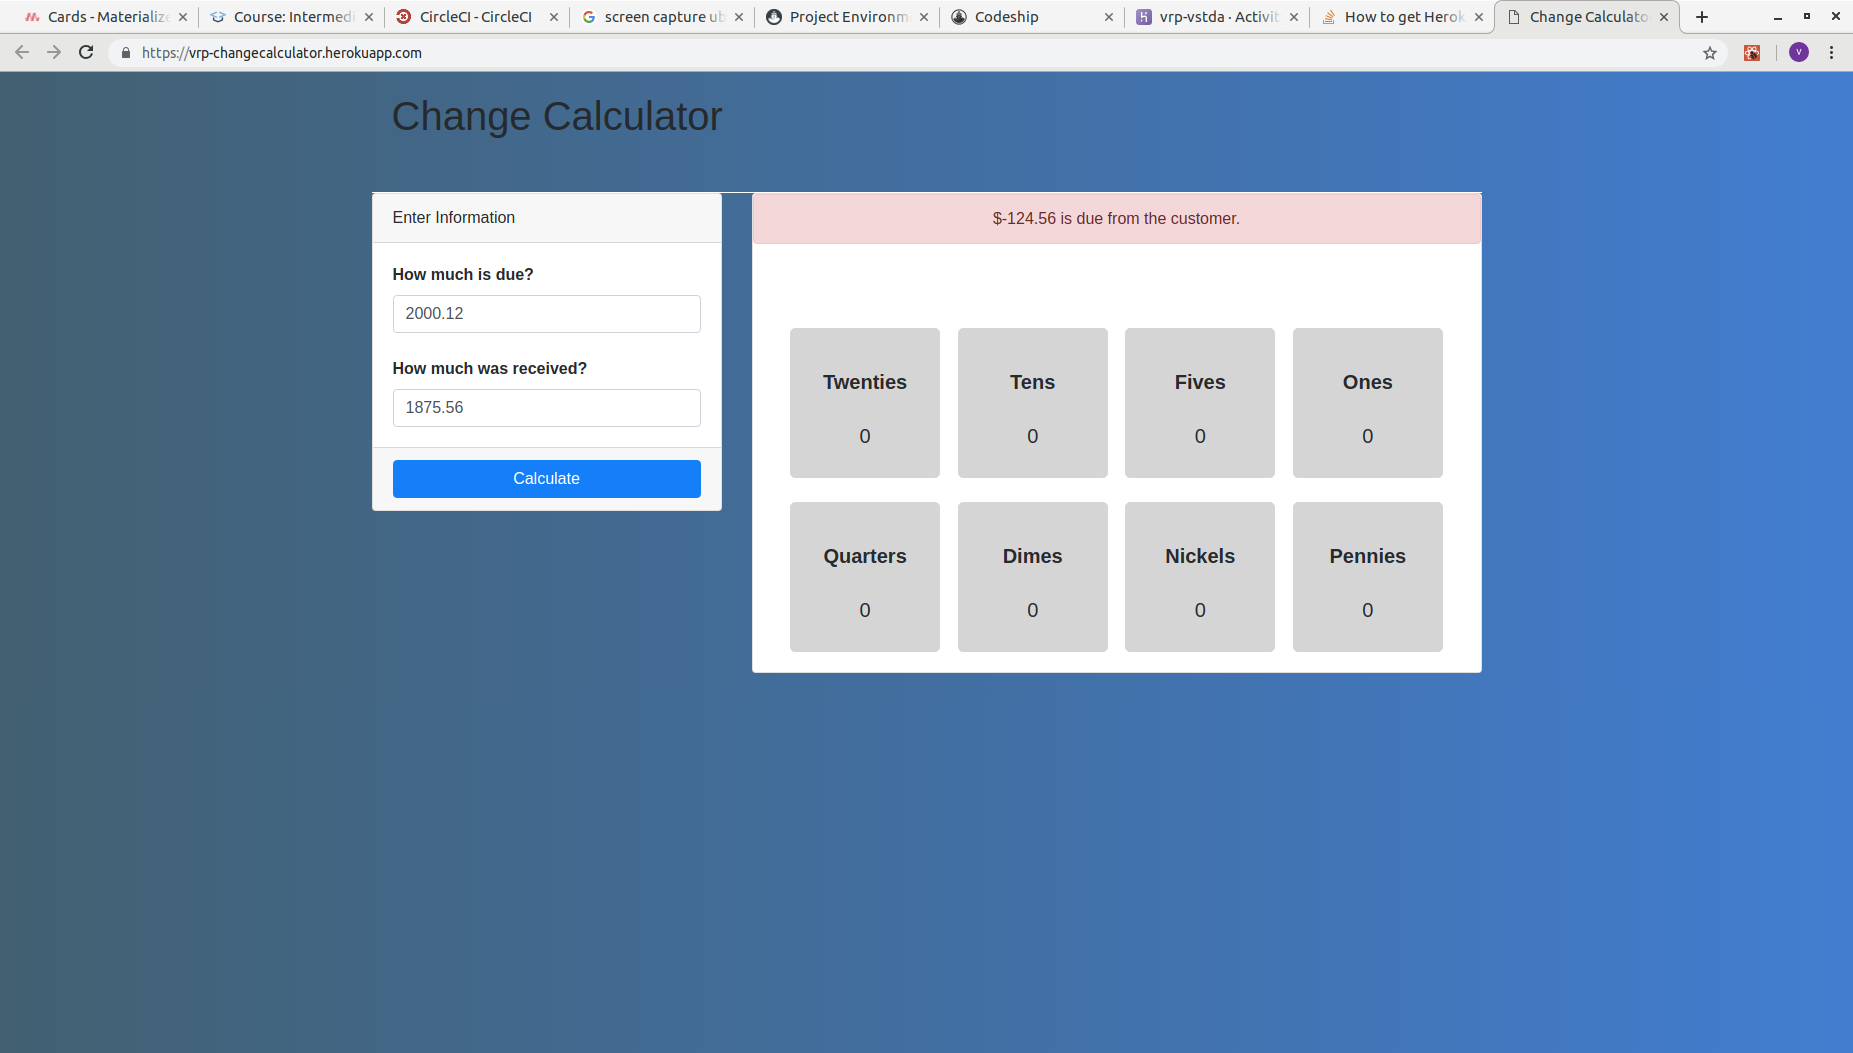 Cards - Materialize
Course: Intermedi
CircleCI - CircleCI
screen capture ub
Project Environm
Codeship
vrp-vstda · Activit
How to get Herok
Change Calculato
https://vrp-changecalculator.herokuapp.com
V
Change Calculator
Enter Information
How much is due?
2000.12
How much was received?
1875.56
Calculate
$-124.56 is due from the customer.
Twenties Tens Fives Ones
0 0 0 0
Quarters Dimes Nickels Pennies
0 0 0 0